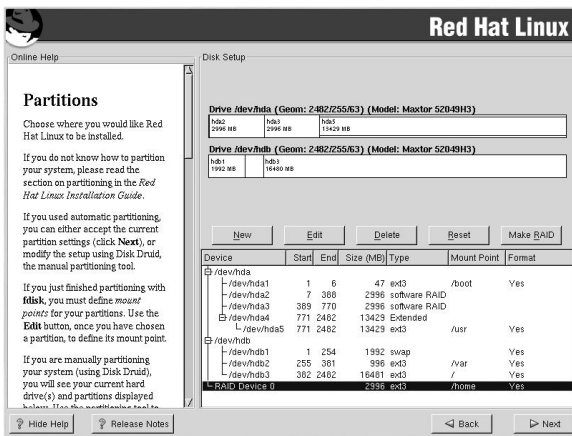 Red Hat Linux
Online Help
Partitions
Choose where you would like Red
Hat Linux to be installed.
If you do not know how to partition
your system, please read the
section on partitioning in the Red
Hat Linux Installation Guide.
If you used automatic partitioning,
you can either accept the current
partition settings (click Next), or
modify the setup using Disk Druid,
the manual partitioning tool.
If you just finished partitioning with
fdisk, you must define mount
points for your partitions. Use the
Edit button, once you have chosen
a partition, to define its mount point.
If you are manually partitioning
your system (using Disk Druid),
you will see your current hard
drive(s) and partitions displayed
below. Use the partitioning tool to
Disk Setup
Drive /dev/hda (Geom: 2482/255/63) (Model: Maxtor 52049H3)
hda2 hda3 hda5
2996 MB 2996 MB 13429 MB
Drive /dev/hdb (Geom: 2482/255/63) (Model: Maxtor 52049H3)
hdb1 hdb3
1992 MB 16480 MB
New Edit Delete Reset Make RAID
Device Start End Size (MB) Type Mount Point Format
/dev/hda
/dev/hda1 1 6 47 ext3 /boot Yes
/dev/hda2 7 388 2996 software RAID
/dev/hda3 389 770 2996 software RAID
/dev/hda4 771 2482 13429 Extended
/dev/hda5 771 2482 13429 ext3 /usr Yes
/dev/hdb
/dev/hdb1 1 254 1992 swap Yes
/dev/hdb2 255 381 996 ext3 /var Yes
/dev/hdb3 382 2482 16481 ext3 / Yes
RAID Device 0 2996 ext3 /home Yes
? Hide Help ? Release Notes Back Next